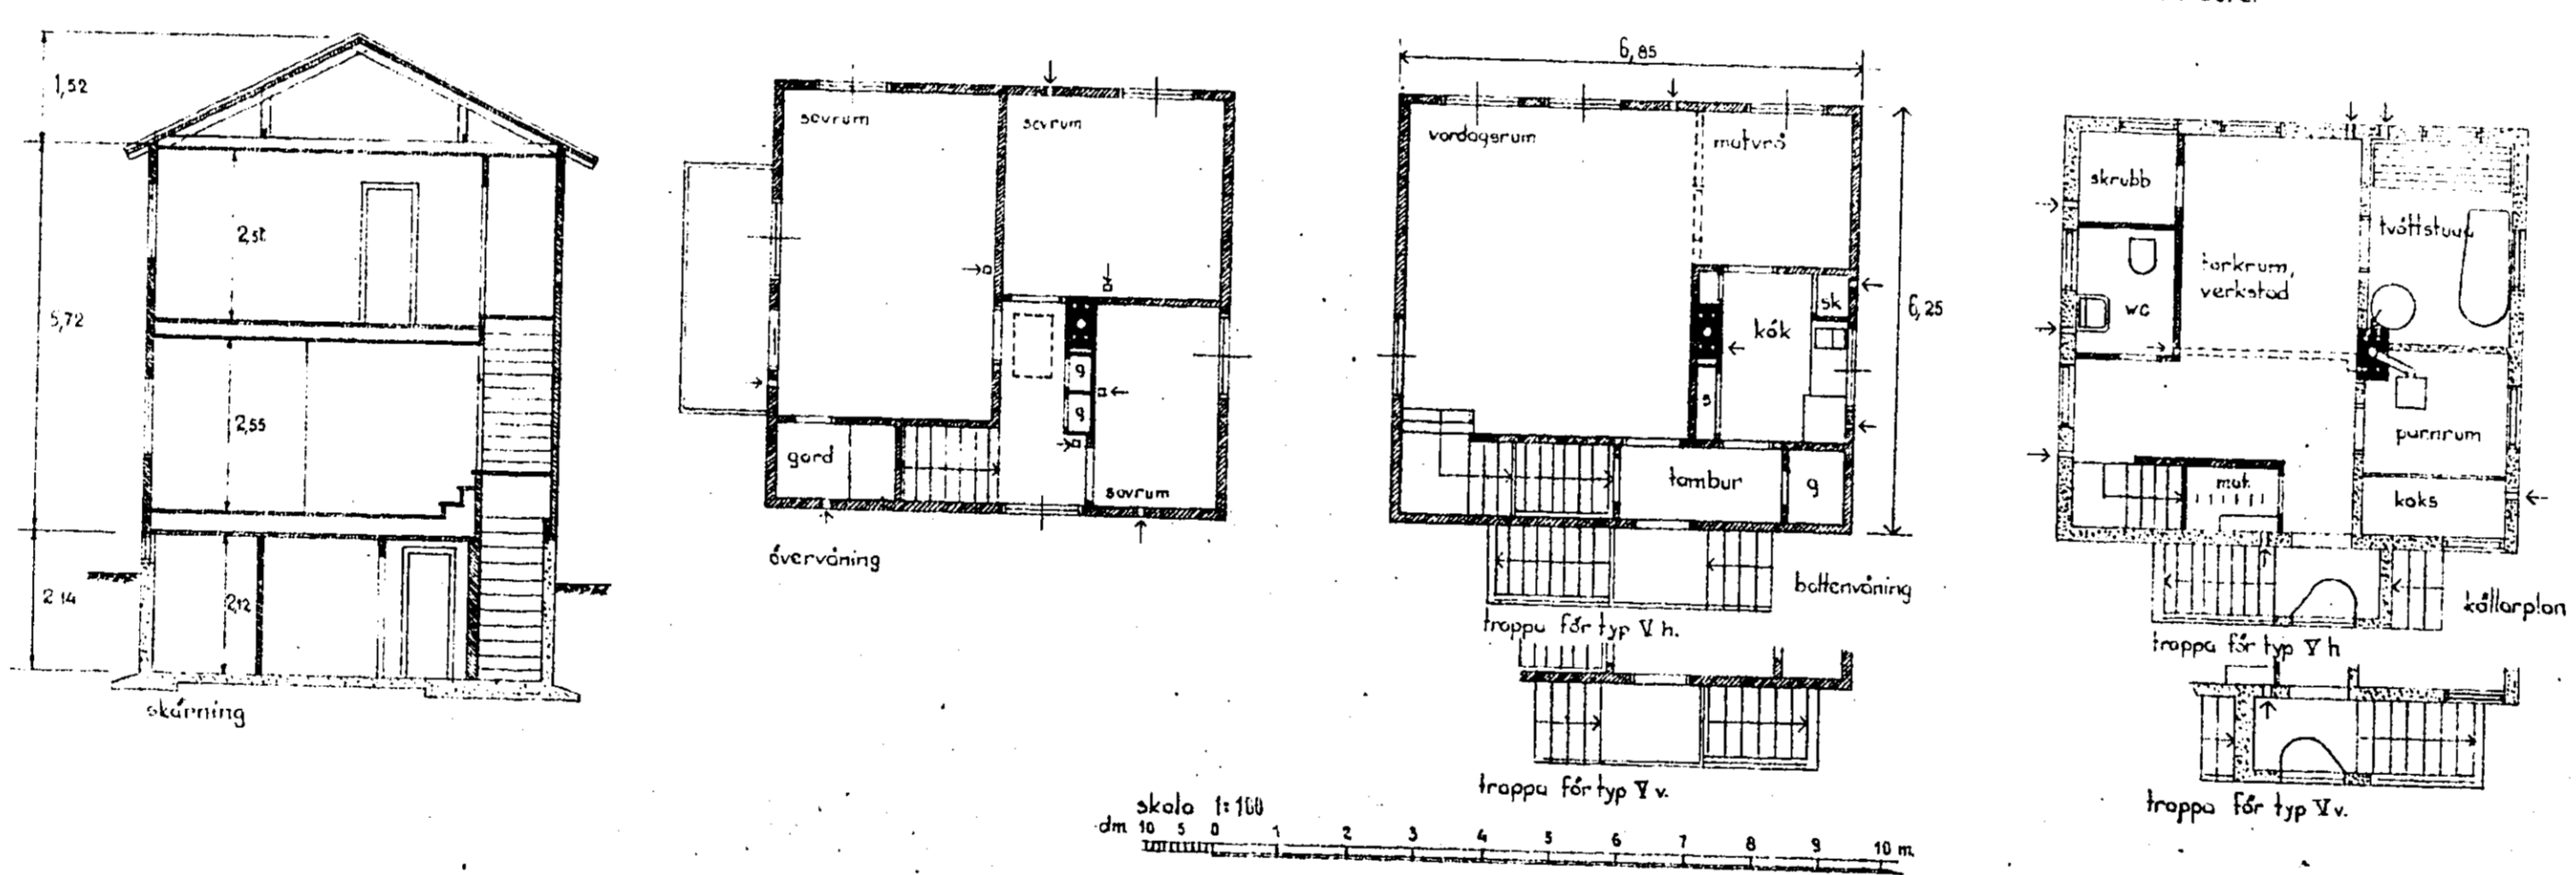 1,52
5,72
2 14
2,51
2,55
2,12
skärning
sovrum
sovrum
g
g
gard
sovrum
övervåning
6,85
vardagsrum
matvrå
sk
kök
s
6,25
tambur
g
bottenvåning
trappa för typ V h.
trappa för typ V v.
skrubb
tvättstuga
torkrum,
verkstad
wc
pannrum
mat.
koks
källarplan
trappa för typ V h
trappa för typ V v.
skala 1:100
dm 10 5 0 1 2 3 4 5 6 7 8 9 10 m.